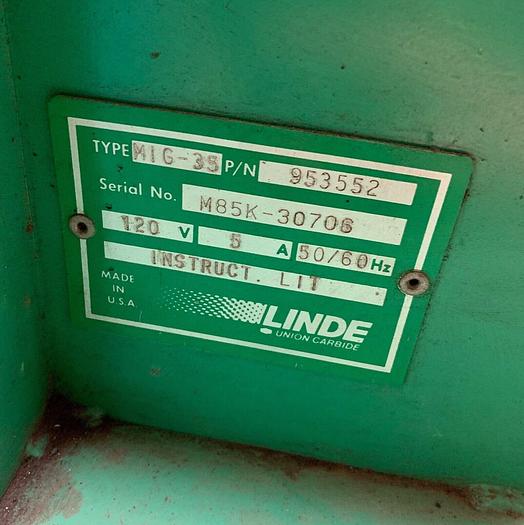 TYPE MIG-35 P/N 953552
Serial No. M85K-30706
120 V 5 A 50/60 Hz
INSTRUCT. LIT
MADE
IN
U.S.A.
LINDE
UNION CARBIDE